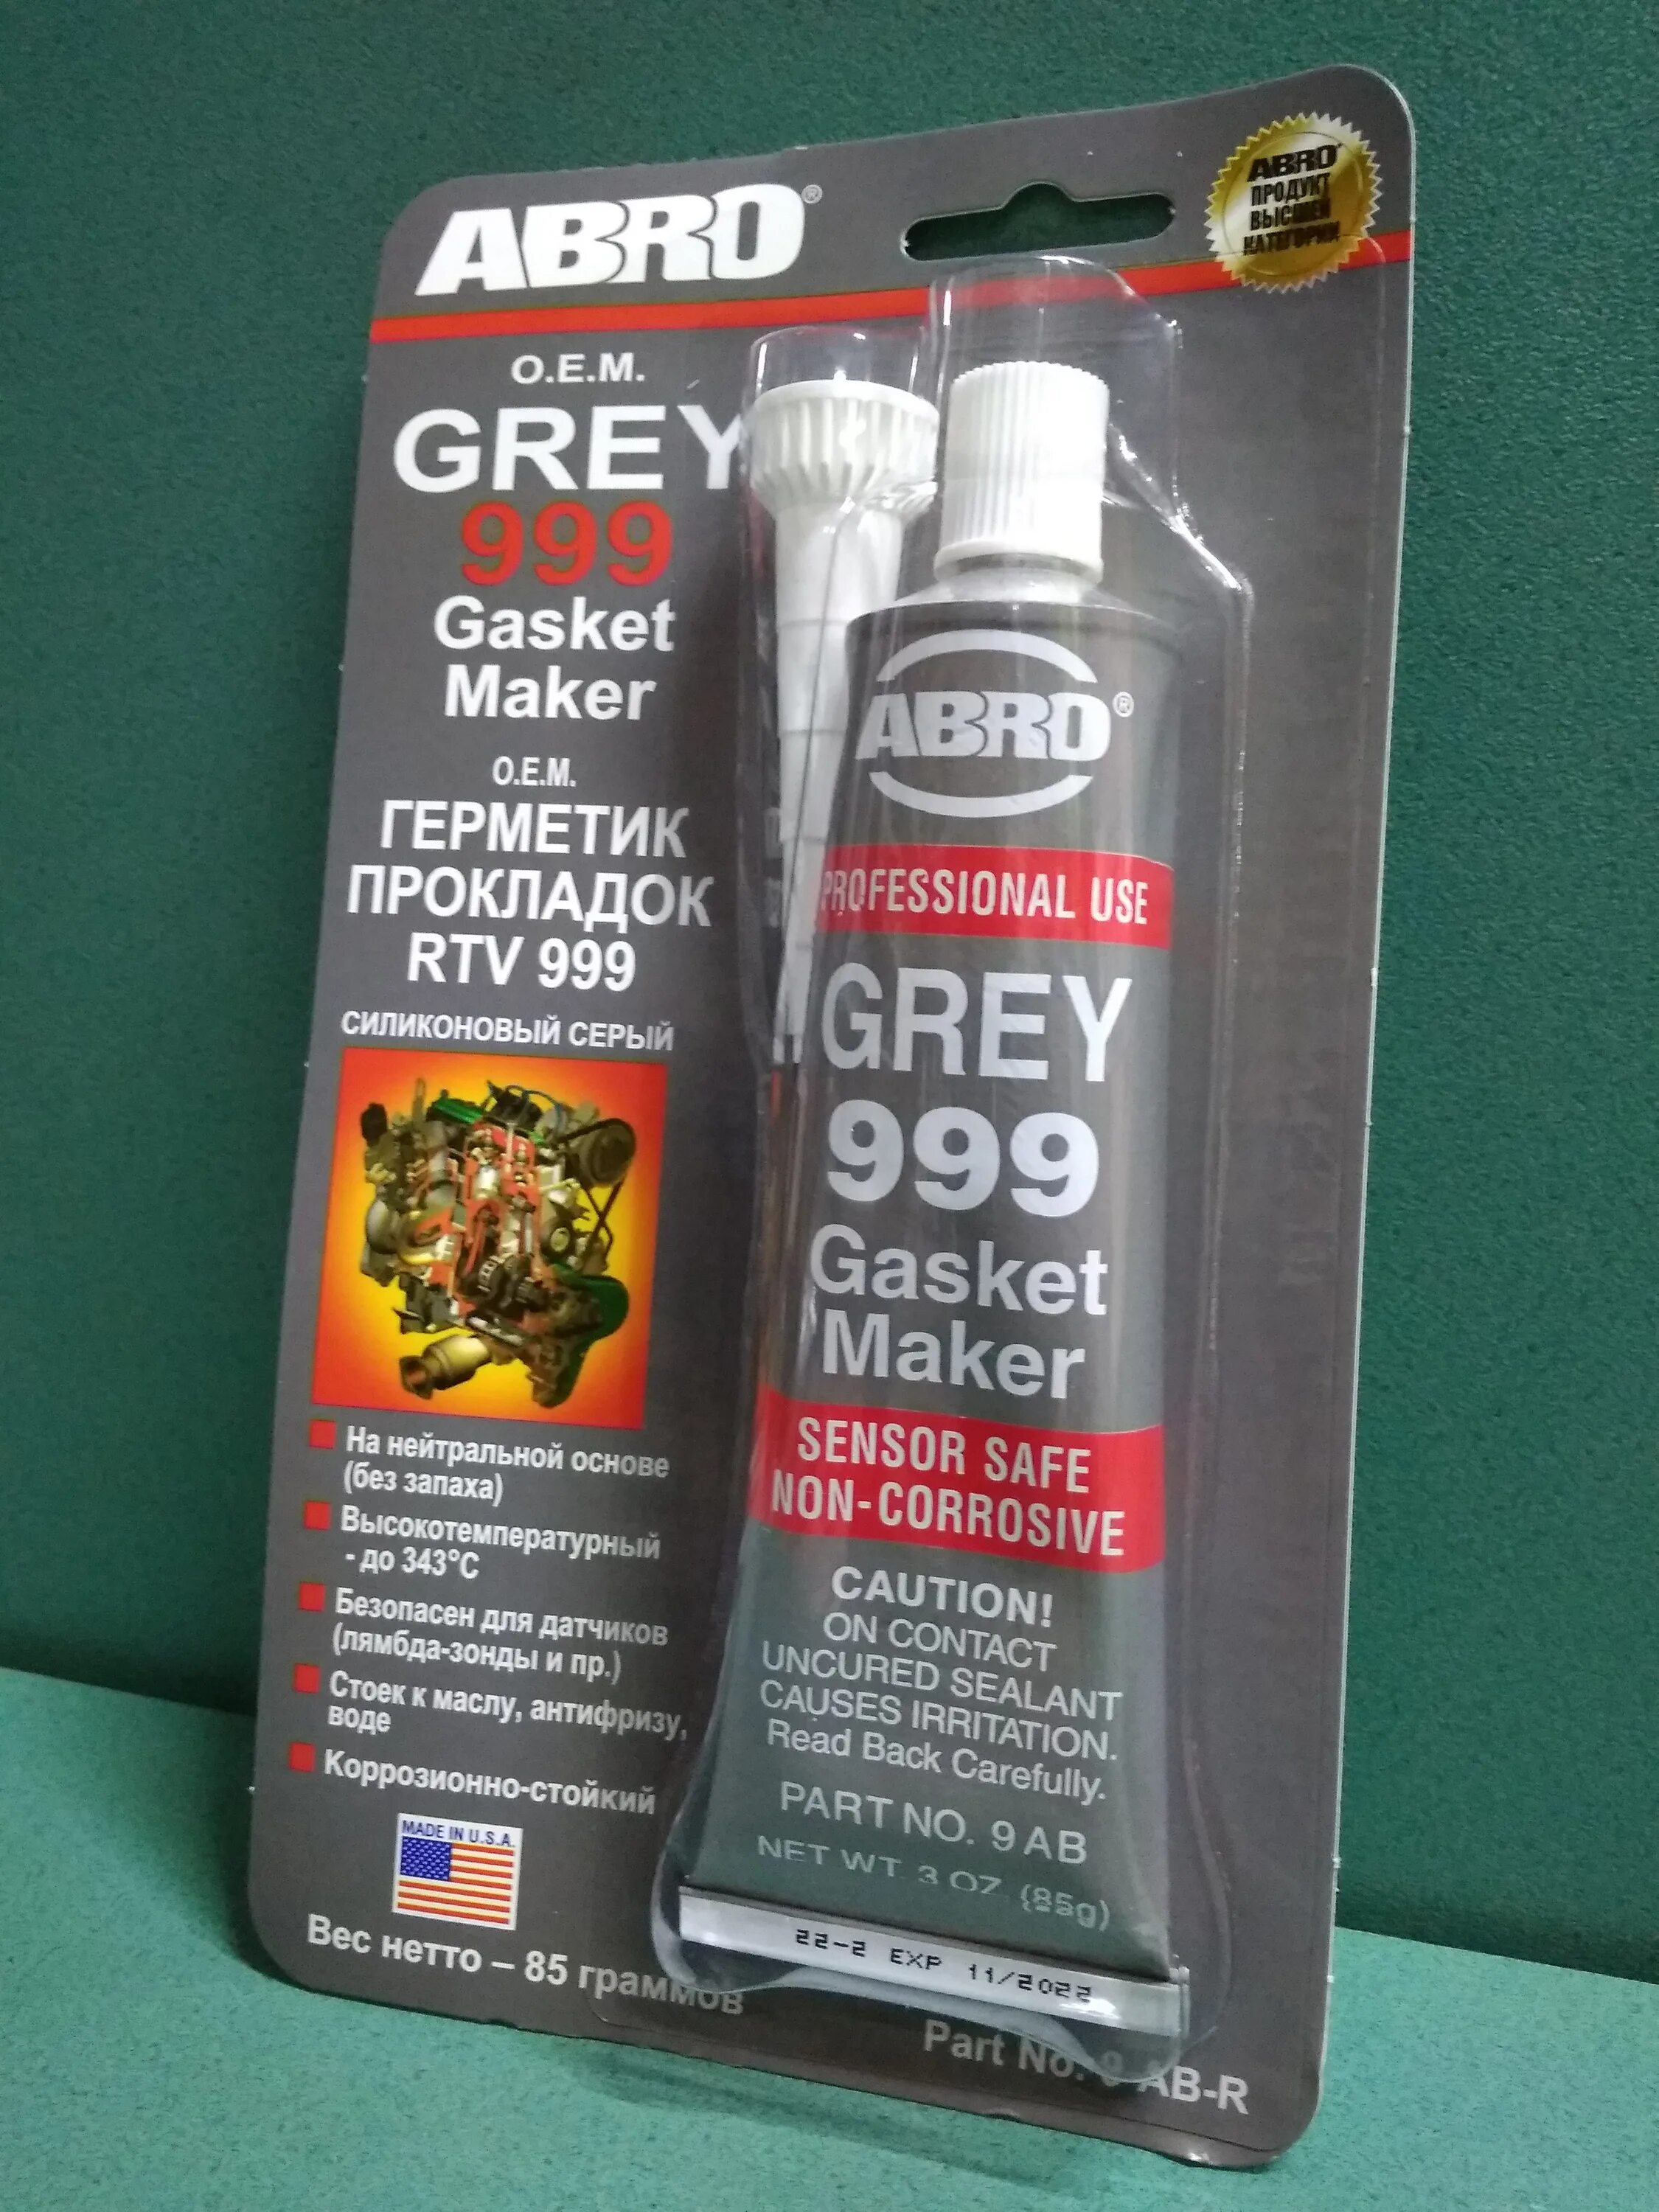 ABRO®
ABRO®
ПРОДУКТ
ВЫСШЕЙ
КАТЕГОРИИ
O.E.M.
GREY
999
Gasket
Maker
O.E.M.
ГЕРМЕТИК
ПРОКЛАДОК
RTV 999
СИЛИКОНОВЫЙ СЕРЫЙ
На нейтральной основе
(без запаха)
Высокотемпературный
- до 343°C
Безопасен для датчиков
(лямбда-зонды и пр.)
Стоек к маслу, антифризу,
воде
Коррозионно-стойкий
MADE IN U.S.A.
Вес нетто – 85 граммов
ABRO®
PROFESSIONAL USE
GREY
999
Gasket
Maker
SENSOR SAFE
NON-CORROSIVE
CAUTION!
ON CONTACT
UNCURED SEALANT
CAUSES IRRITATION.
Read Back Carefully.
PART NO. 9 AB
NET WT. 3 OZ. (85g)
22-2 EXP 11/2022
Part No. 9 AB-R